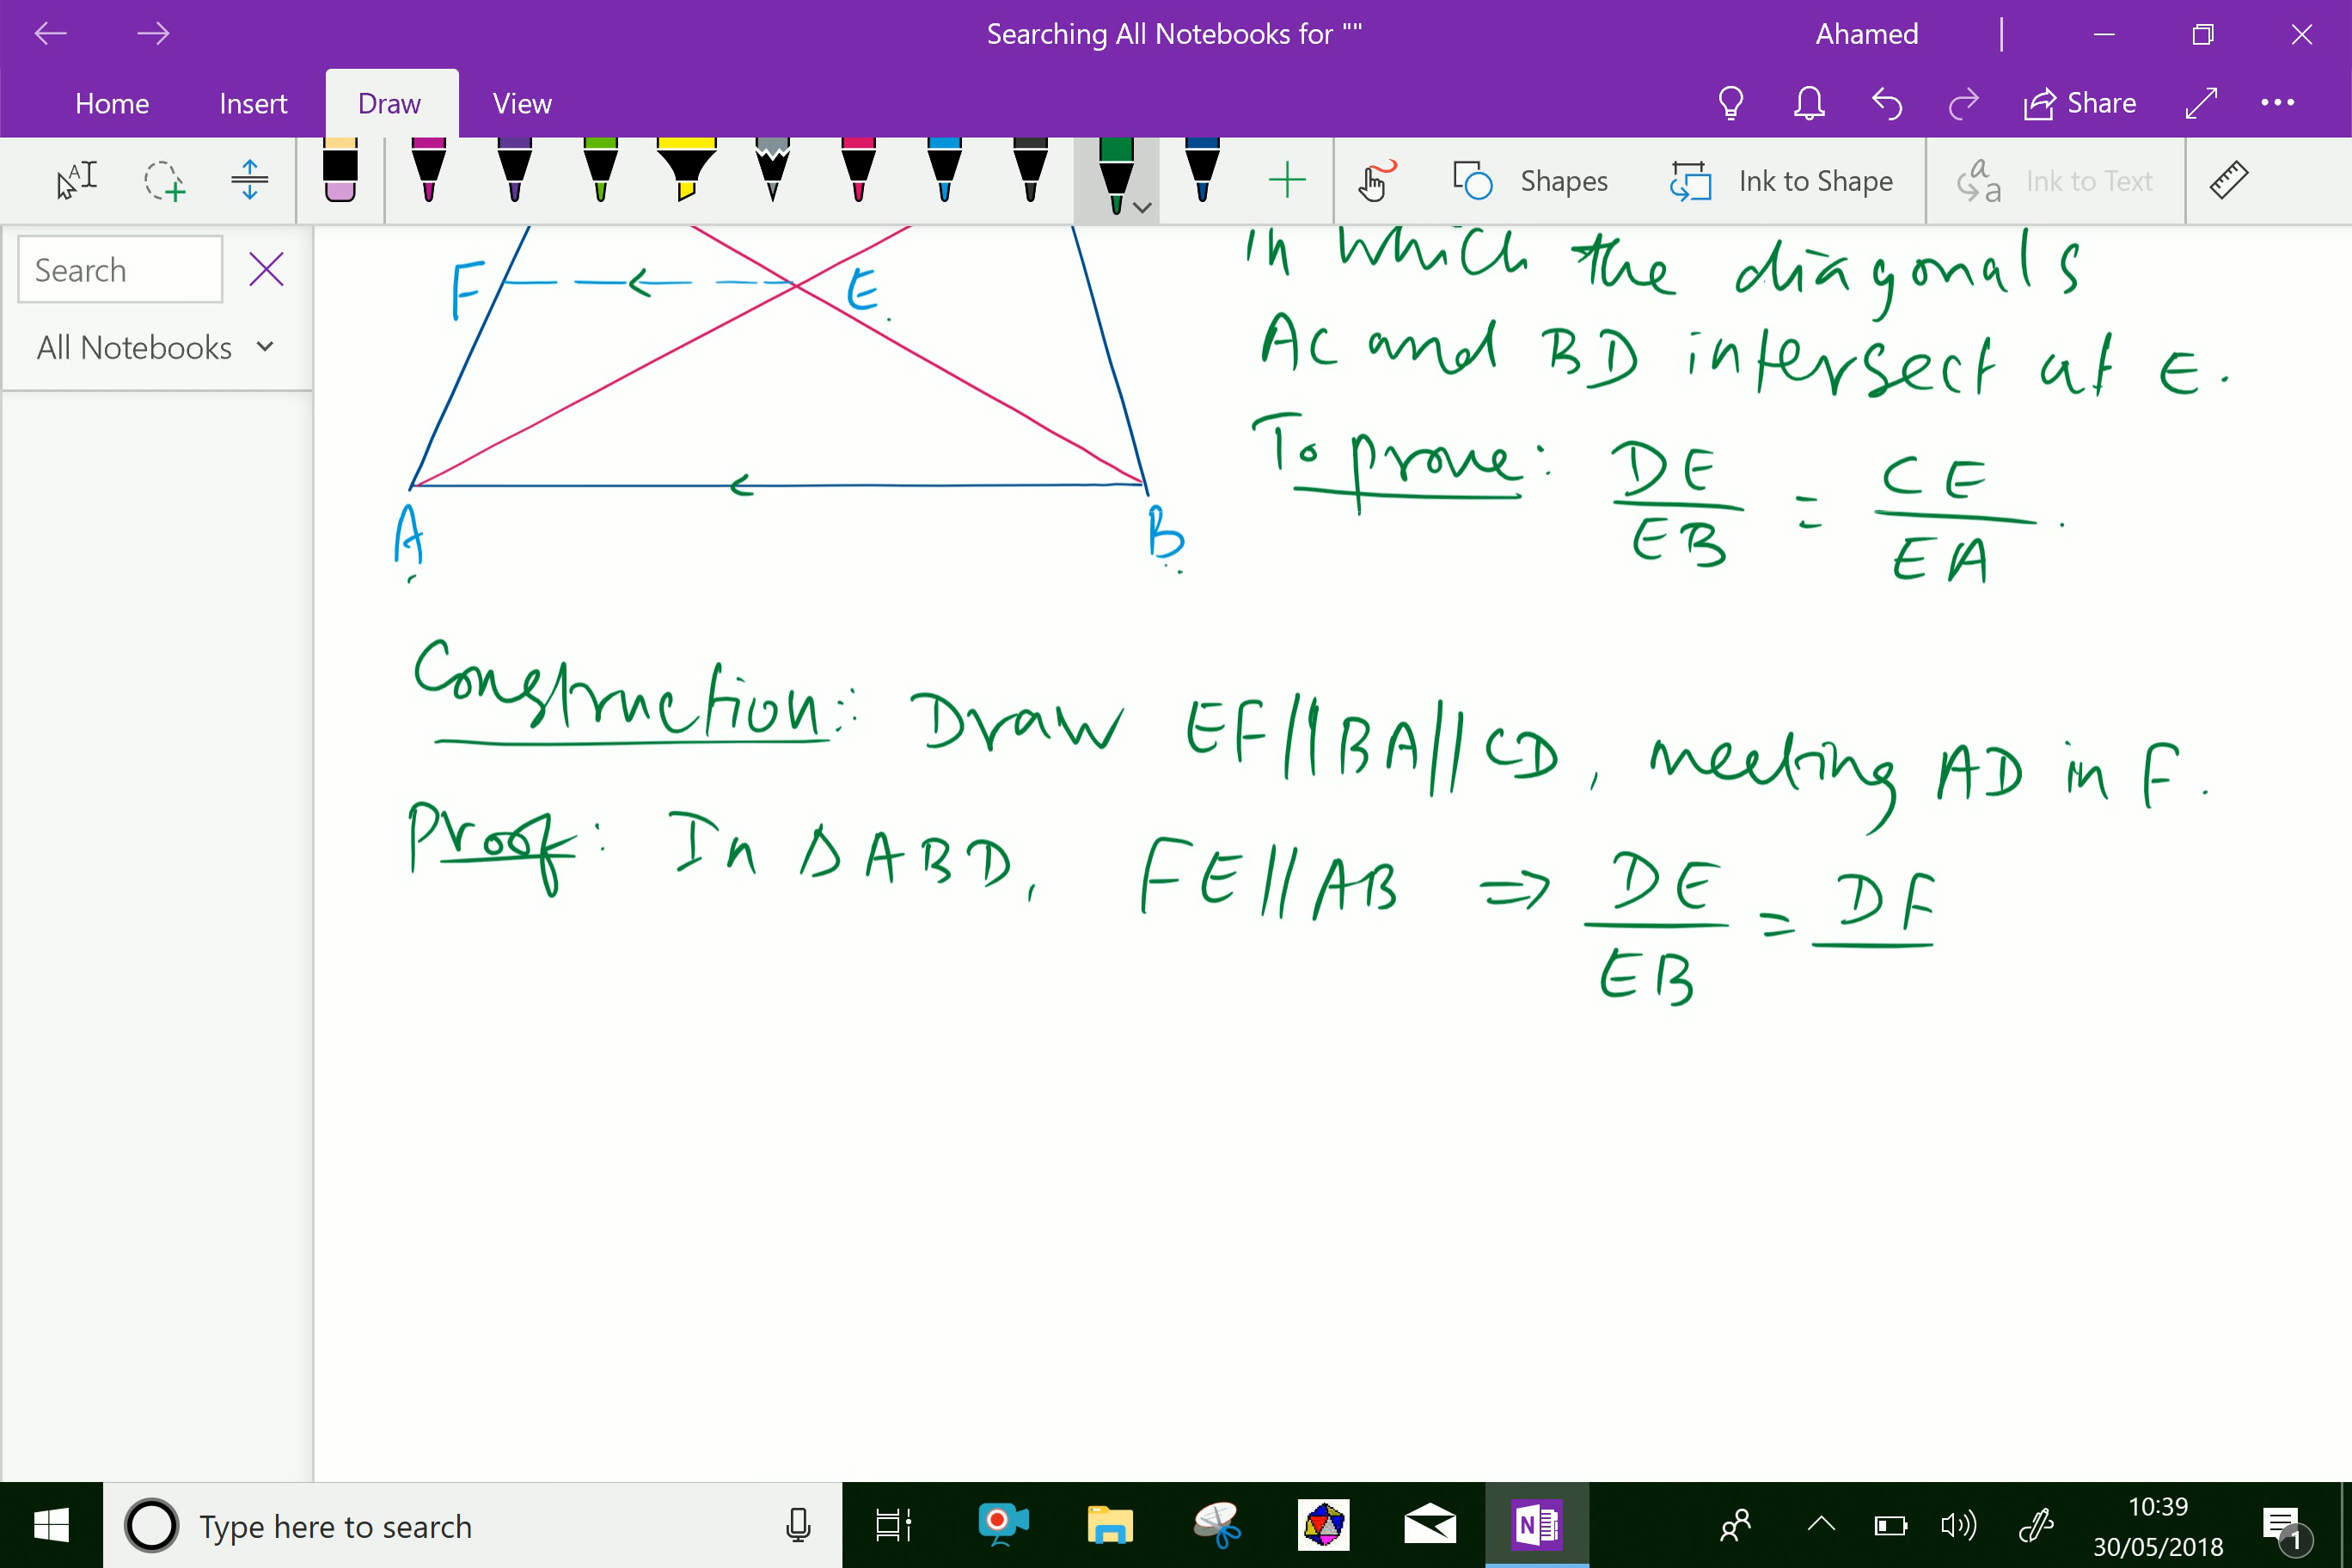 Searching All Notebooks for ""
Ahamed
Home Insert Draw View
Share
Shapes
Ink to Shape
Ink to Text
Search
All Notebooks
in which the diagonals
F E
AC and BD intersect at E.
To prove: DE/EB = CE/EA.
A B
Construction: Draw EF||BA||CD, meeting AD in F.
Proof: In ΔABD, FE||AB ⇒ DE/EB = DF
Type here to search
10:39
30/05/2018
1